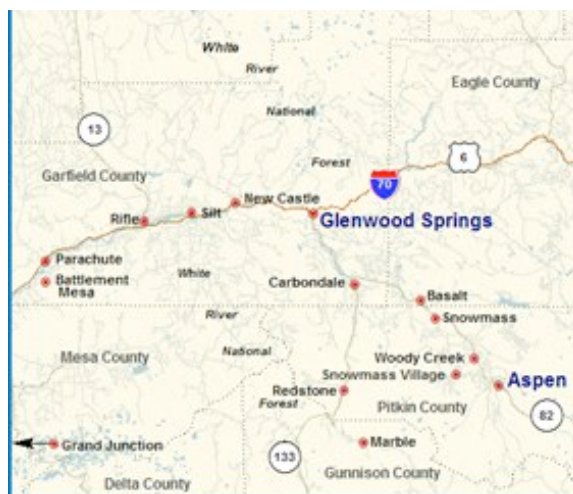 White
River
National
Forest
Eagle County
13
6
70
Garfield County
New Castle
Silt
Rifle
Glenwood Springs
Parachute
Battlement
Mesa
White
River
National
Forest
Carbondale
Basalt
Snowmass
Mesa County
Woody Creek
Snowmass Village
Aspen
Redstone
Pitkin County
82
Grand Junction
Marble
133
Gunnison County
Delta County